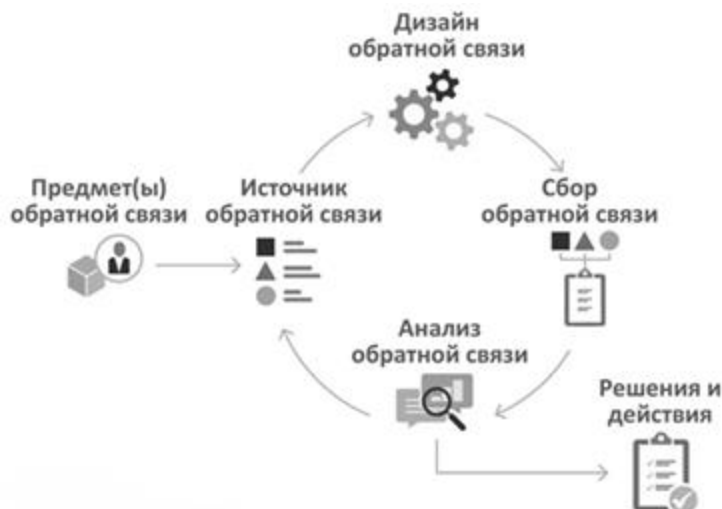 Дизайн
обратной связи
Предмет(ы)
обратной связи
Источник
обратной связи
Сбор
обратной связи
Анализ
обратной связи
Решения и
действия